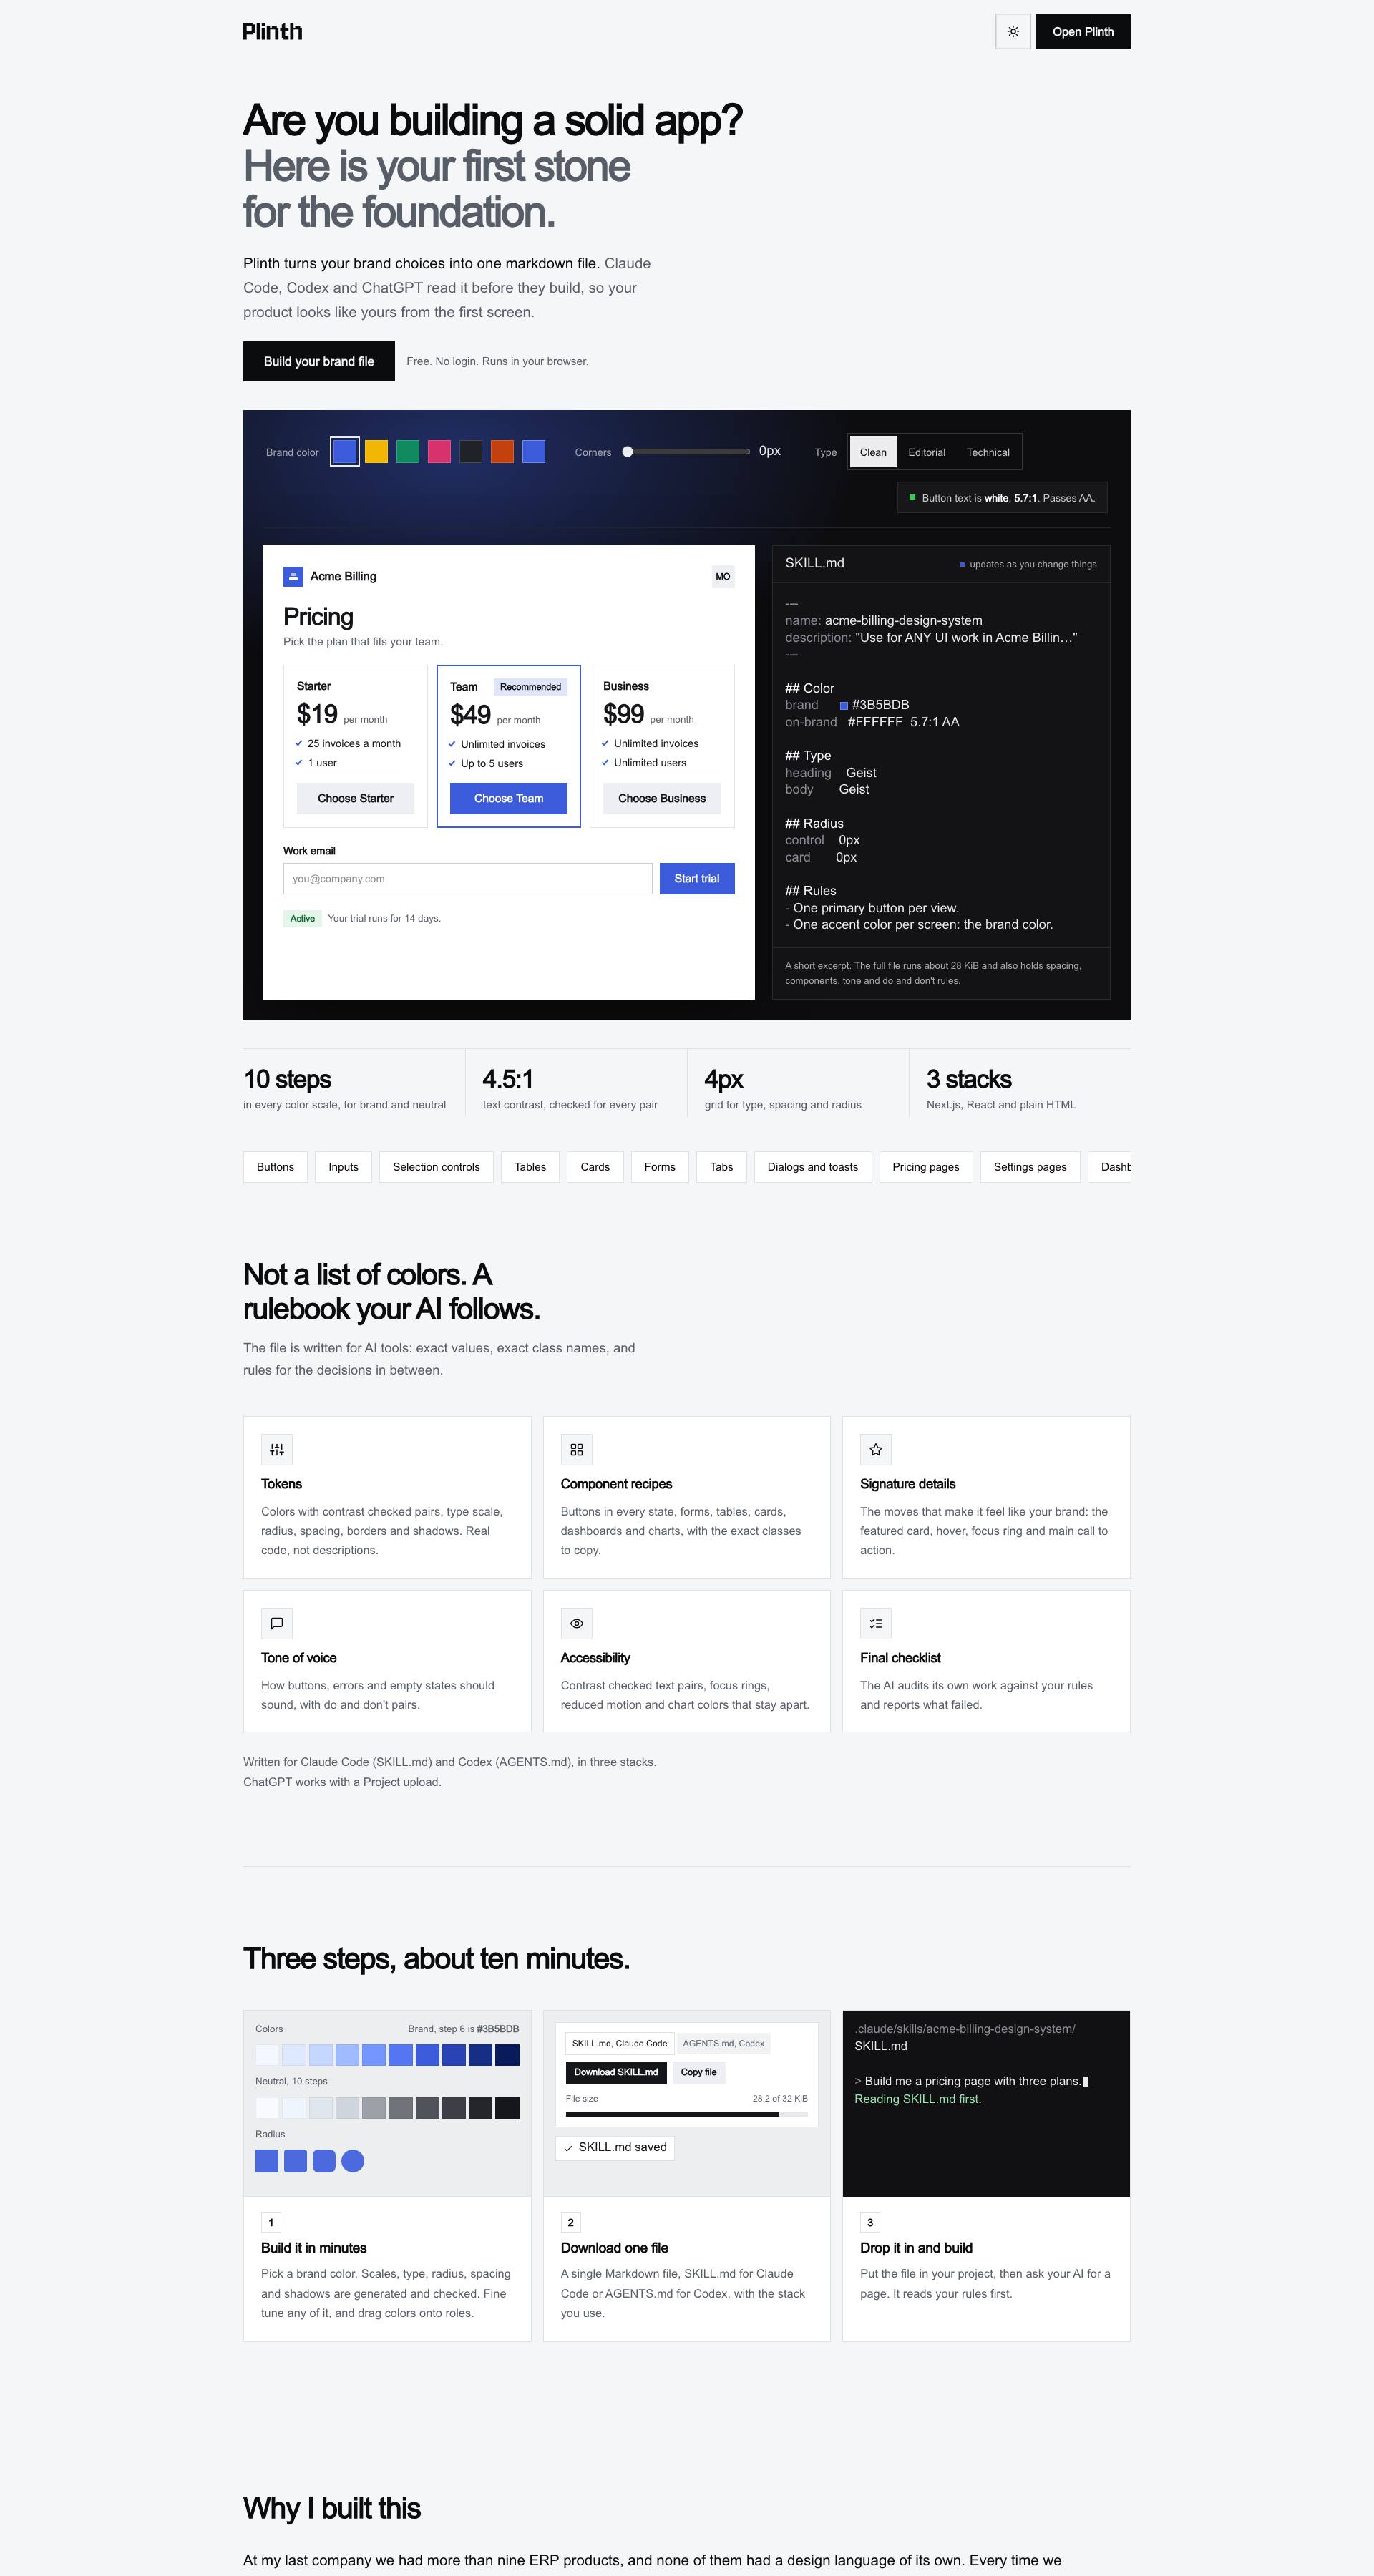 Plinth
Open Plinth
Are you building a solid app?
Here is your first stone
for the foundation.
Plinth turns your brand choices into one markdown file. Claude
Code, Codex and ChatGPT read it before they build, so your
product looks like yours from the first screen.
Build your brand file
Free. No login. Runs in your browser.
Brand color
Corners
0px
Type
Clean
Editorial
Technical
Button text is white, 5.7:1. Passes AA.
Acme Billing
MO
Pricing
Pick the plan that fits your team.
Starter
$19 per month
25 invoices a month
1 user
Choose Starter
Team
Recommended
$49 per month
Unlimited invoices
Up to 5 users
Choose Team
Business
$99 per month
Unlimited invoices
Unlimited users
Choose Business
Work email
you@company.com
Start trial
Active
Your trial runs for 14 days.
SKILL.md
updates as you change things
---
name: acme-billing-design-system
description: "Use for ANY UI work in Acme Billin…"
---
## Color
brand #3B5BDB
on-brand #FFFFFF 5.7:1 AA
## Type
heading Geist
body Geist
## Radius
control 0px
card 0px
## Rules
- One primary button per view.
- One accent color per screen: the brand color.
A short excerpt. The full file runs about 28 KiB and also holds spacing,
components, tone and do and don't rules.
10 steps
in every color scale, for brand and neutral
4.5:1
text contrast, checked for every pair
4px
grid for type, spacing and radius
3 stacks
Next.js, React and plain HTML
Buttons
Inputs
Selection controls
Tables
Cards
Forms
Tabs
Dialogs and toasts
Pricing pages
Settings pages
Dashb
Not a list of colors. A
rulebook your AI follows.
The file is written for AI tools: exact values, exact class names, and
rules for the decisions in between.
Tokens
Colors with contrast checked pairs, type scale,
radius, spacing, borders and shadows. Real
code, not descriptions.
Component recipes
Buttons in every state, forms, tables, cards,
dashboards and charts, with the exact classes
to copy.
Signature details
The moves that make it feel like your brand: the
featured card, hover, focus ring and main call to
action.
Tone of voice
How buttons, errors and empty states should
sound, with do and don't pairs.
Accessibility
Contrast checked text pairs, focus rings,
reduced motion and chart colors that stay apart.
Final checklist
The AI audits its own work against your rules
and reports what failed.
Written for Claude Code (SKILL.md) and Codex (AGENTS.md), in three stacks.
ChatGPT works with a Project upload.
Three steps, about ten minutes.
Colors
Brand, step 6 is #3B5BDB
Neutral, 10 steps
Radius
1
Build it in minutes
Pick a brand color. Scales, type, radius, spacing
and shadows are generated and checked. Fine
tune any of it, and drag colors onto roles.
SKILL.md, Claude Code
AGENTS.md, Codex
Download SKILL.md
Copy file
File size
28.2 of 32 KiB
SKILL.md saved
2
Download one file
A single Markdown file, SKILL.md for Claude
Code or AGENTS.md for Codex, with the stack
you use.
.claude/skills/acme-billing-design-system/
SKILL.md
> Build me a pricing page with three plans.
Reading SKILL.md first.
3
Drop it in and build
Put the file in your project, then ask your AI for a
page. It reads your rules first.
Why I built this
At my last company we had more than nine ERP products, and none of them had a design language of its own. Every time we